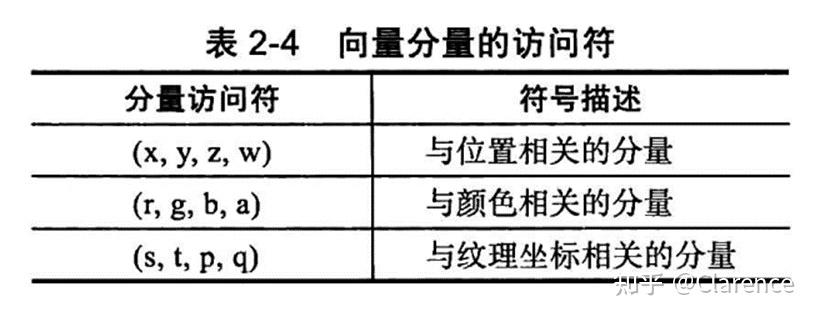 表 2-4 向量分量的访问符
分量访问符 符号描述
(x, y, z, w) 与位置相关的分量
(r, g, b, a) 与颜色相关的分量
(s, t, p, q) 与纹理坐标相关的分量
知乎 @Clarence